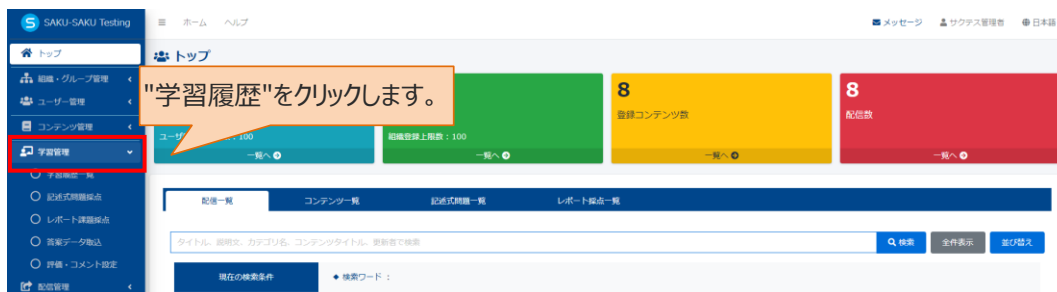 SAKU-SAKU Testing
ホーム ヘルプ
メッセージ サクテス管理者 日本語
トップ
トップ
組織・グループ管理
ユーザー管理
コンテンツ管理
学習管理
学習履歴一覧
記述式問題採点
レポート課題採点
答案データ取込
評価・コメント設定
配信管理
"学習履歴"をクリックします。
：100
一覧へ
組織登録上限数：100
一覧へ
8
登録コンテンツ数
一覧へ
8
配信数
一覧へ
配信一覧 コンテンツ一覧 記述式問題一覧 レポート採点一覧
タイトル、説明文、カテゴリ名、コンテンツタイトル、更新者で検索
検索 全件表示 並び替え
現在の検索条件 ◆ 検索ワード：